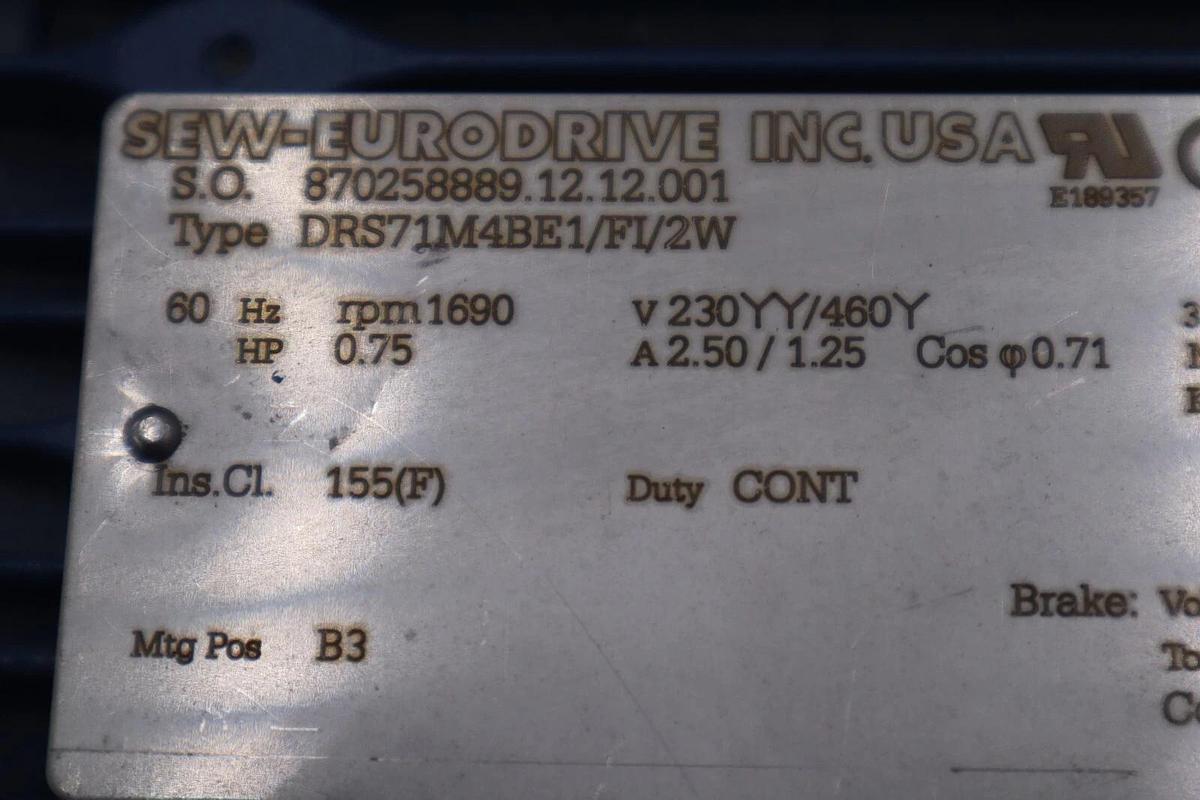 SEW-EURODRIVE INC. USA
E189357
S.O. 870258889.12.12.001
Type DRS71M4BE1/FI/2W
60 Hz rpm 1690 V 230YY/460Y 3
HP 0.75 A 2.50 / 1.25 Cos φ 0.71
Ins.Cl. 155(F) Duty CONT
Brake:
Mtg Pos B3